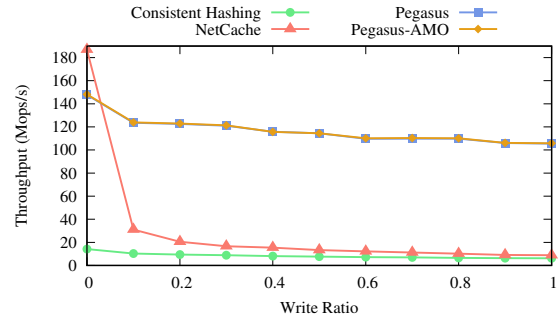 Consistent Hashing
NetCache
Pegasus
Pegasus-AMO
Throughput (Mops/s)
180
160
140
120
100
80
60
40
20
0
0 0.2 0.4 0.6 0.8 1
Write Ratio